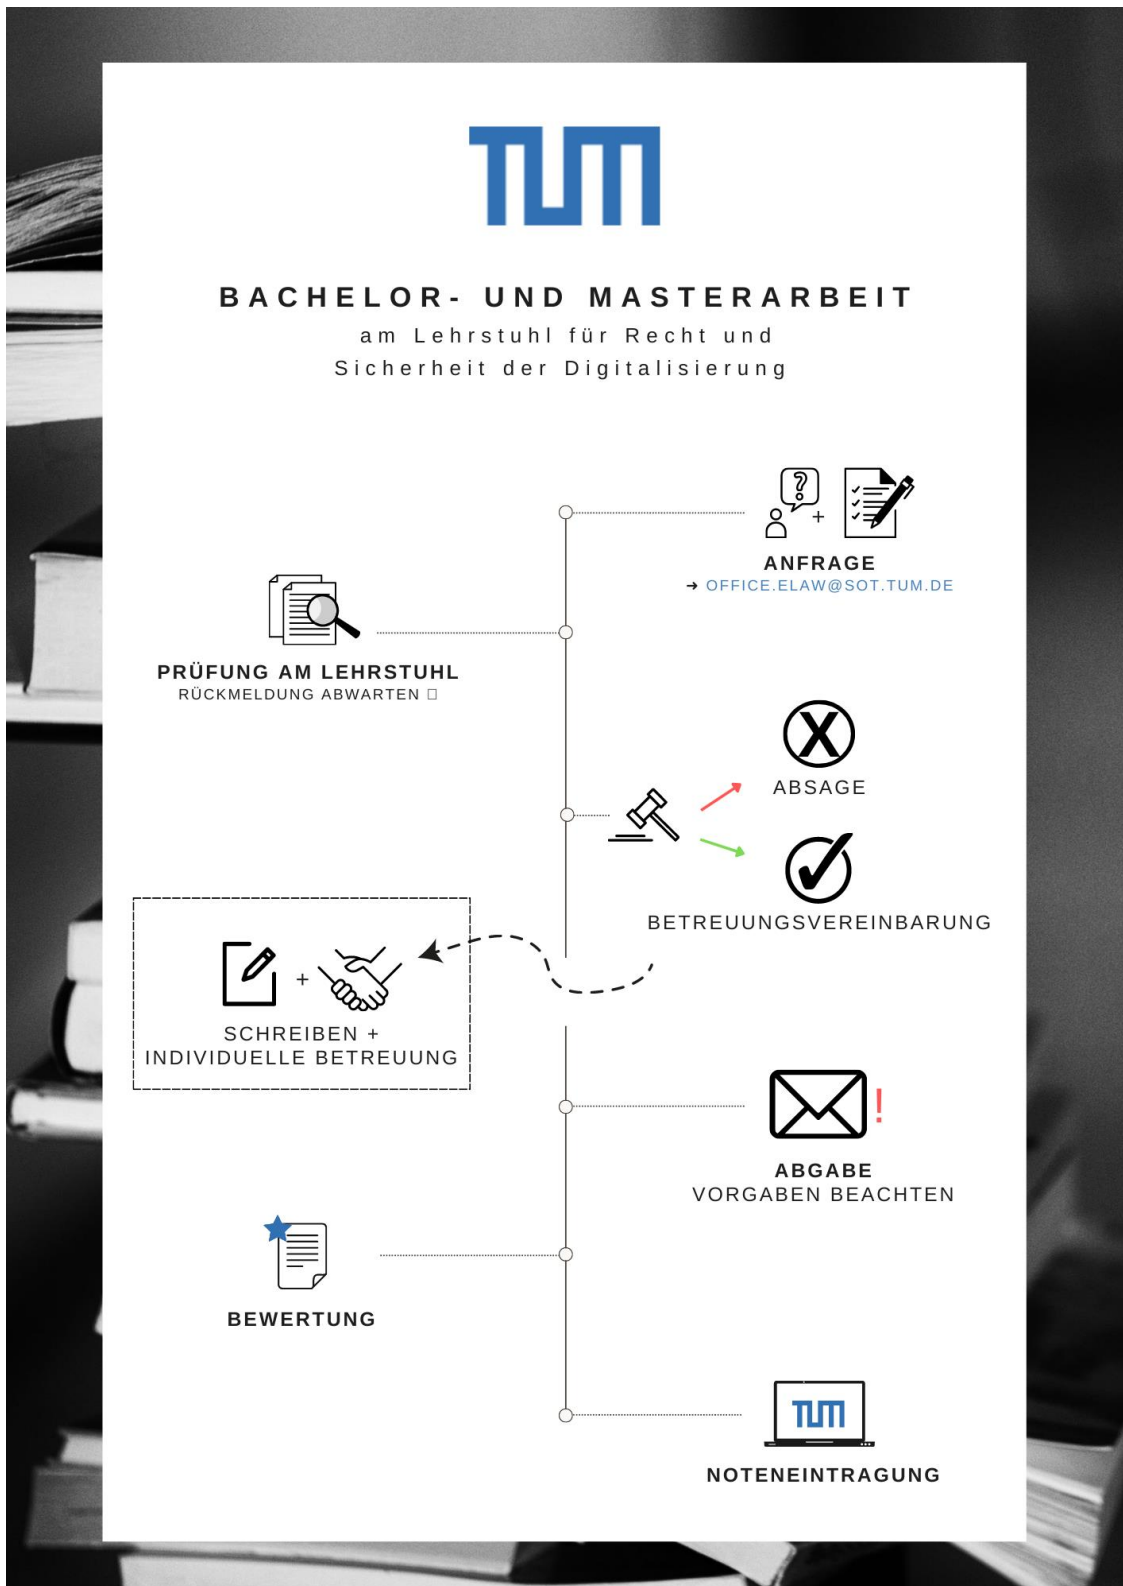 TUM
BACHELOR- UND MASTERARBEIT
am Lehrstuhl für Recht und
Sicherheit der Digitalisierung
?
+
ANFRAGE
➜ OFFICE.ELAW@SOT.TUM.DE
PRÜFUNG AM LEHRSTUHL
RÜCKMELDUNG ABWARTEN
X
ABSAGE
BETREUUNGSVEREINBARUNG
+
SCHREIBEN +
INDIVIDUELLE BETREUUNG
!
ABGABE
VORGABEN BEACHTEN
BEWERTUNG
TUM
NOTENEINTRAGUNG